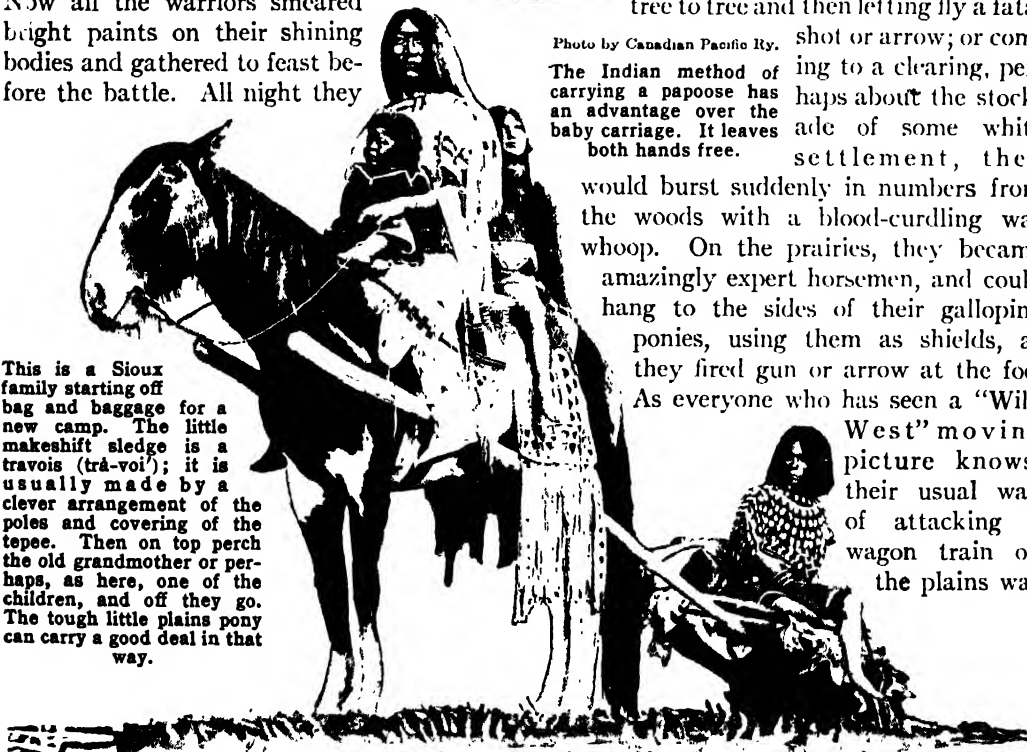 Now all the warriors smeared
bright paints on their shining
bodies and gathered to feast be-
fore the battle. All night they
This is a Sioux
family starting off
bag and baggage for a
new camp. The little
makeshift sledge is a
travois (trá-voi′); it is
usually made by a
clever arrangement of the
poles and covering of the
tepee. Then on top perch
the old grandmother or per-
haps, as here, one of the
children, and off they go.
The tough little plains pony
can carry a good deal in that
way.
Photo by Canadian Pacific Ry.
The Indian method of
carrying a papoose has
an advantage over the
baby carriage. It leaves
both hands free.
tree to tree and then letting fly a fata
shot or arrow; or com
ing to a clearing, per
haps about the stock
ade of some whit
settlement, the
would burst suddenly in numbers from
the woods with a blood-curdling wa
whoop. On the prairies, they becam
amazingly expert horsemen, and coul
hang to the sides of their gallopin
ponies, using them as shields, a
they fired gun or arrow at the foe
As everyone who has seen a "Wil
West" movin
picture knows
their usual wa
of attacking
wagon train o
the plains wa